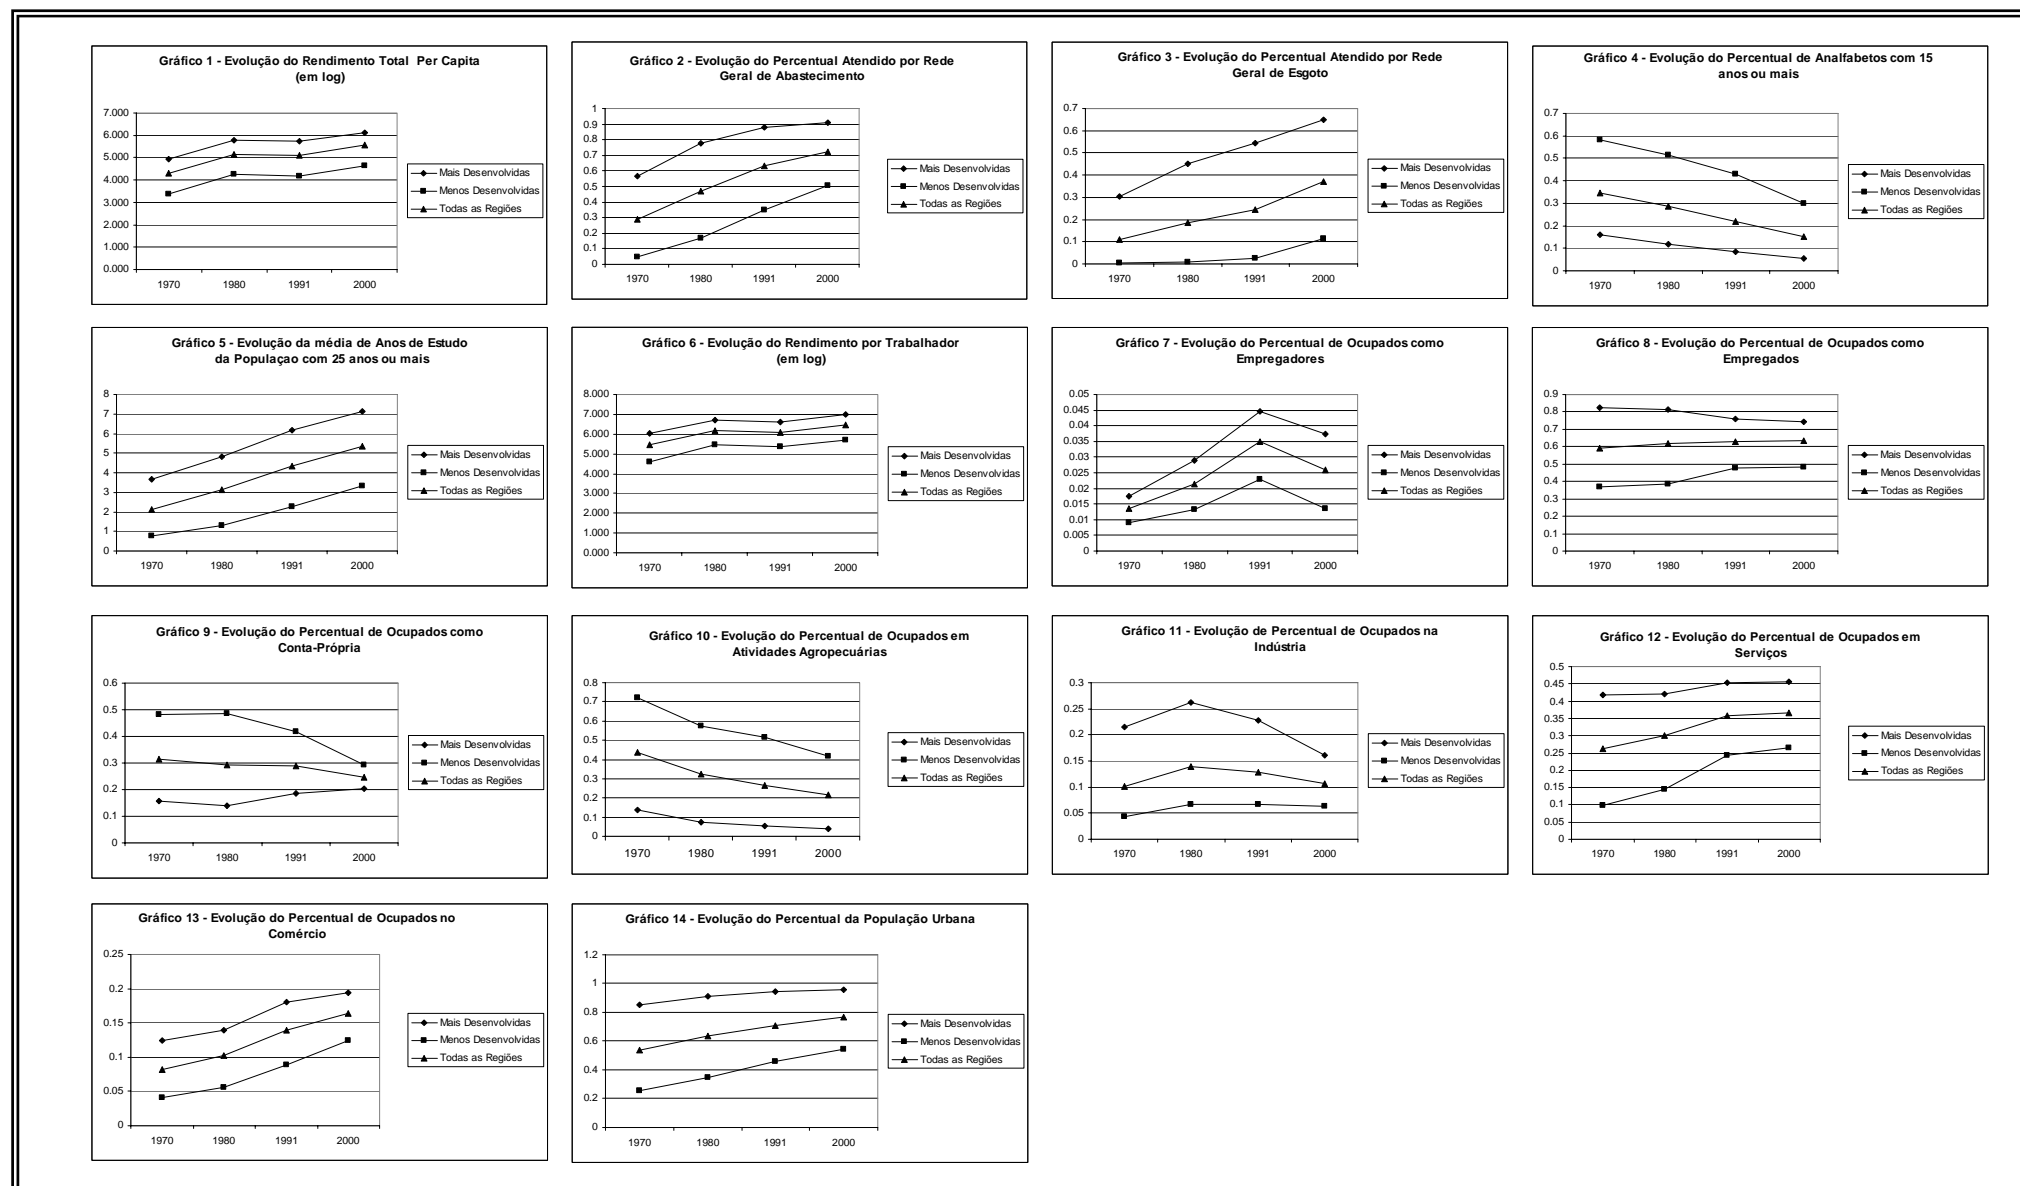 Gráfico 1 - Evolução do Rendimento Total Per Capita
(em log)
7.000
6.000
5.000
4.000
3.000
2.000
1.000
0.000
1970 1980 1991 2000
Mais Desenvolvidas
Menos Desenvolvidas
Todas as Regiões
Gráfico 2 - Evolução do Percentual Atendido por Rede
Geral de Abastecimento
1
0.9
0.8
0.7
0.6
0.5
0.4
0.3
0.2
0.1
0
1970 1980 1991 2000
Mais Desenvolvidas
Menos Desenvolvidas
Todas as Regiões
Gráfico 3 - Evolução do Percentual Atendido por Rede
Geral de Esgoto
0.7
0.6
0.5
0.4
0.3
0.2
0.1
0
1970 1980 1991 2000
Mais Desenvolvidas
Menos Desenvolvidas
Todas as Regiões
Gráfico 4 - Evolução do Percentual de Analfabetos com 15
anos ou mais
0.7
0.6
0.5
0.4
0.3
0.2
0.1
0
1970 1980 1991 2000
Mais Desenvolvidas
Menos Desenvolvidas
Todas as Regiões
Gráfico 5 - Evolução da média de Anos de Estudo
da Populaçao com 25 anos ou mais
8
7
6
5
4
3
2
1
0
1970 1980 1991 2000
Mais Desenvolvidas
Menos Desenvolvidas
Todas as Regiões
Gráfico 6 - Evolução do Rendimento por Trabalhador
(em log)
8.000
7.000
6.000
5.000
4.000
3.000
2.000
1.000
0.000
1970 1980 1991 2000
Mais Desenvolvidas
Menos Desenvolvidas
Todas as Regiões
Gráfico 7 - Evolução do Percentual de Ocupados como
Empregadores
0.05
0.045
0.04
0.035
0.03
0.025
0.02
0.015
0.01
0.005
0
1970 1980 1991 2000
Mais Desenvolvidas
Menos Desenvolvidas
Todas as Regiões
Gráfico 8 - Evolução do Percentual de Ocupados como
Empregados
0.9
0.8
0.7
0.6
0.5
0.4
0.3
0.2
0.1
0
1970 1980 1991 2000
Mais Desenvolvidas
Menos Desenvolvidas
Todas as Regiões
Gráfico 9 - Evolução do Percentual de Ocupados como
Conta-Própria
0.6
0.5
0.4
0.3
0.2
0.1
0
1970 1980 1991 2000
Mais Desenvolvidas
Menos Desenvolvidas
Todas as Regiões
Gráfico 10 - Evolução do Percentual de Ocupados em
Atividades Agropecuárias
0.8
0.7
0.6
0.5
0.4
0.3
0.2
0.1
0
1970 1980 1991 2000
Mais Desenvolvidas
Menos Desenvolvidas
Todas as Regiões
Gráfico 11 - Evolução de Percentual de Ocupados na
Indústria
0.3
0.25
0.2
0.15
0.1
0.05
0
1970 1980 1991 2000
Mais Desenvolvidas
Menos Desenvolvidas
Todas as Regiões
Gráfico 12 - Evolução do Percentual de Ocupados em
Serviços
0.5
0.45
0.4
0.35
0.3
0.25
0.2
0.15
0.1
0.05
0
1970 1980 1991 2000
Mais Desenvolvidas
Menos Desenvolvidas
Todas as Regiões
Gráfico 13 - Evolução do Percentual de Ocupados no
Comércio
0.25
0.2
0.15
0.1
0.05
0
1970 1980 1991 2000
Mais Desenvolvidas
Menos Desenvolvidas
Todas as Regiões
Gráfico 14 - Evolução do Percentual da População Urbana
1.2
1
0.8
0.6
0.4
0.2
0
1970 1980 1991 2000
Mais Desenvolvidas
Menos Desenvolvidas
Todas as Regiões